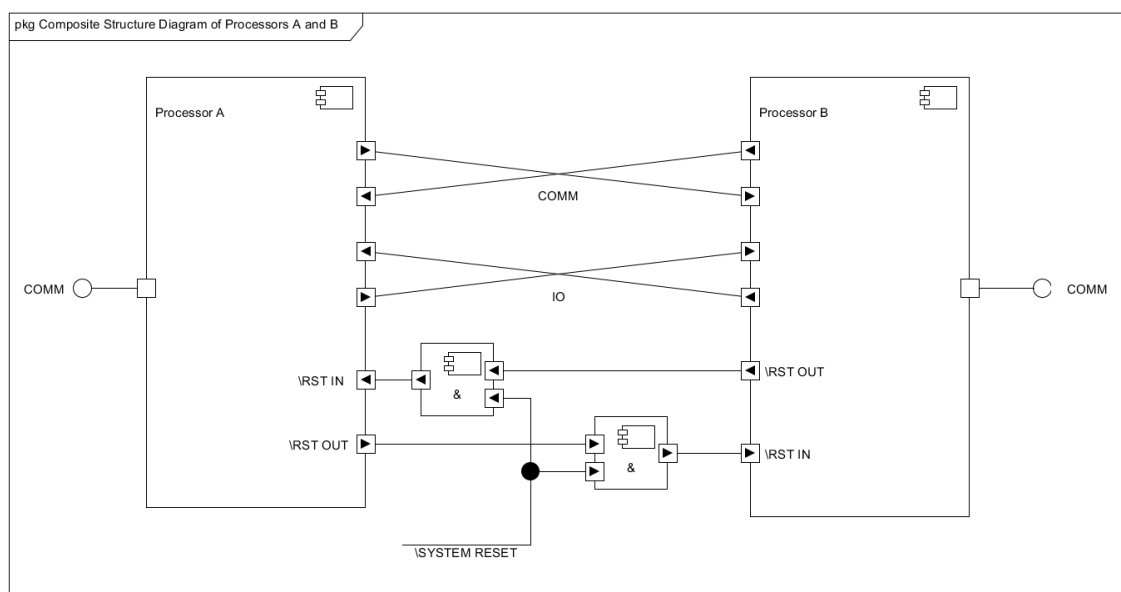 pkg Composite Structure Diagram of Processors A and B
Processor A
Processor B
COMM
COMM
COMM
IO
\RST IN
&
\RST OUT
\RST OUT
&
\RST IN
\SYSTEM RESET